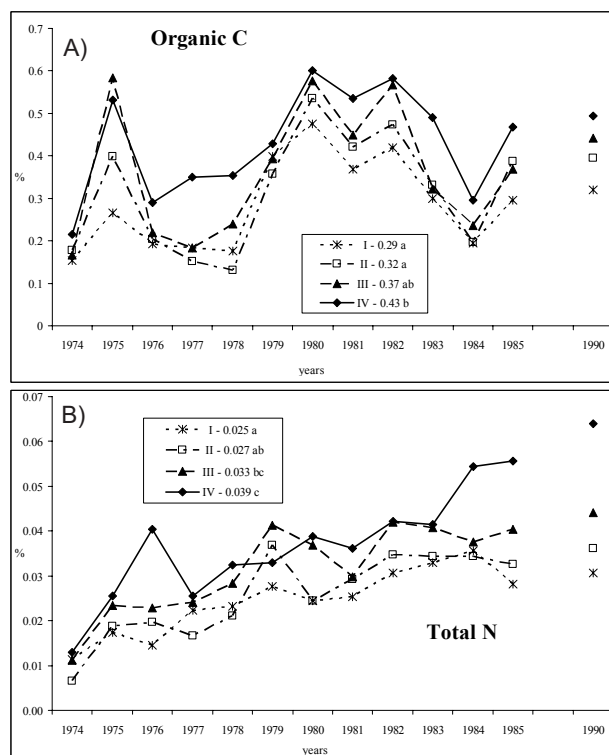 A)
Organic C
0.7
0.6
0.5
0.4
%
0.3
0.2
0.1
0
I - 0.29 a
II - 0.32 a
III - 0.37 ab
IV - 0.43 b
1974 1975 1976 1977 1978 1979 1980 1981 1982 1983 1984 1985 1990
years
B)
0.07
0.06
0.05
0.04
%
0.03
0.02
0.01
0.00
I - 0.025 a
II - 0.027 ab
III - 0.033 bc
IV - 0.039 c
Total N
1974 1975 1976 1977 1978 1979 1980 1981 1982 1983 1984 1985 1990
years